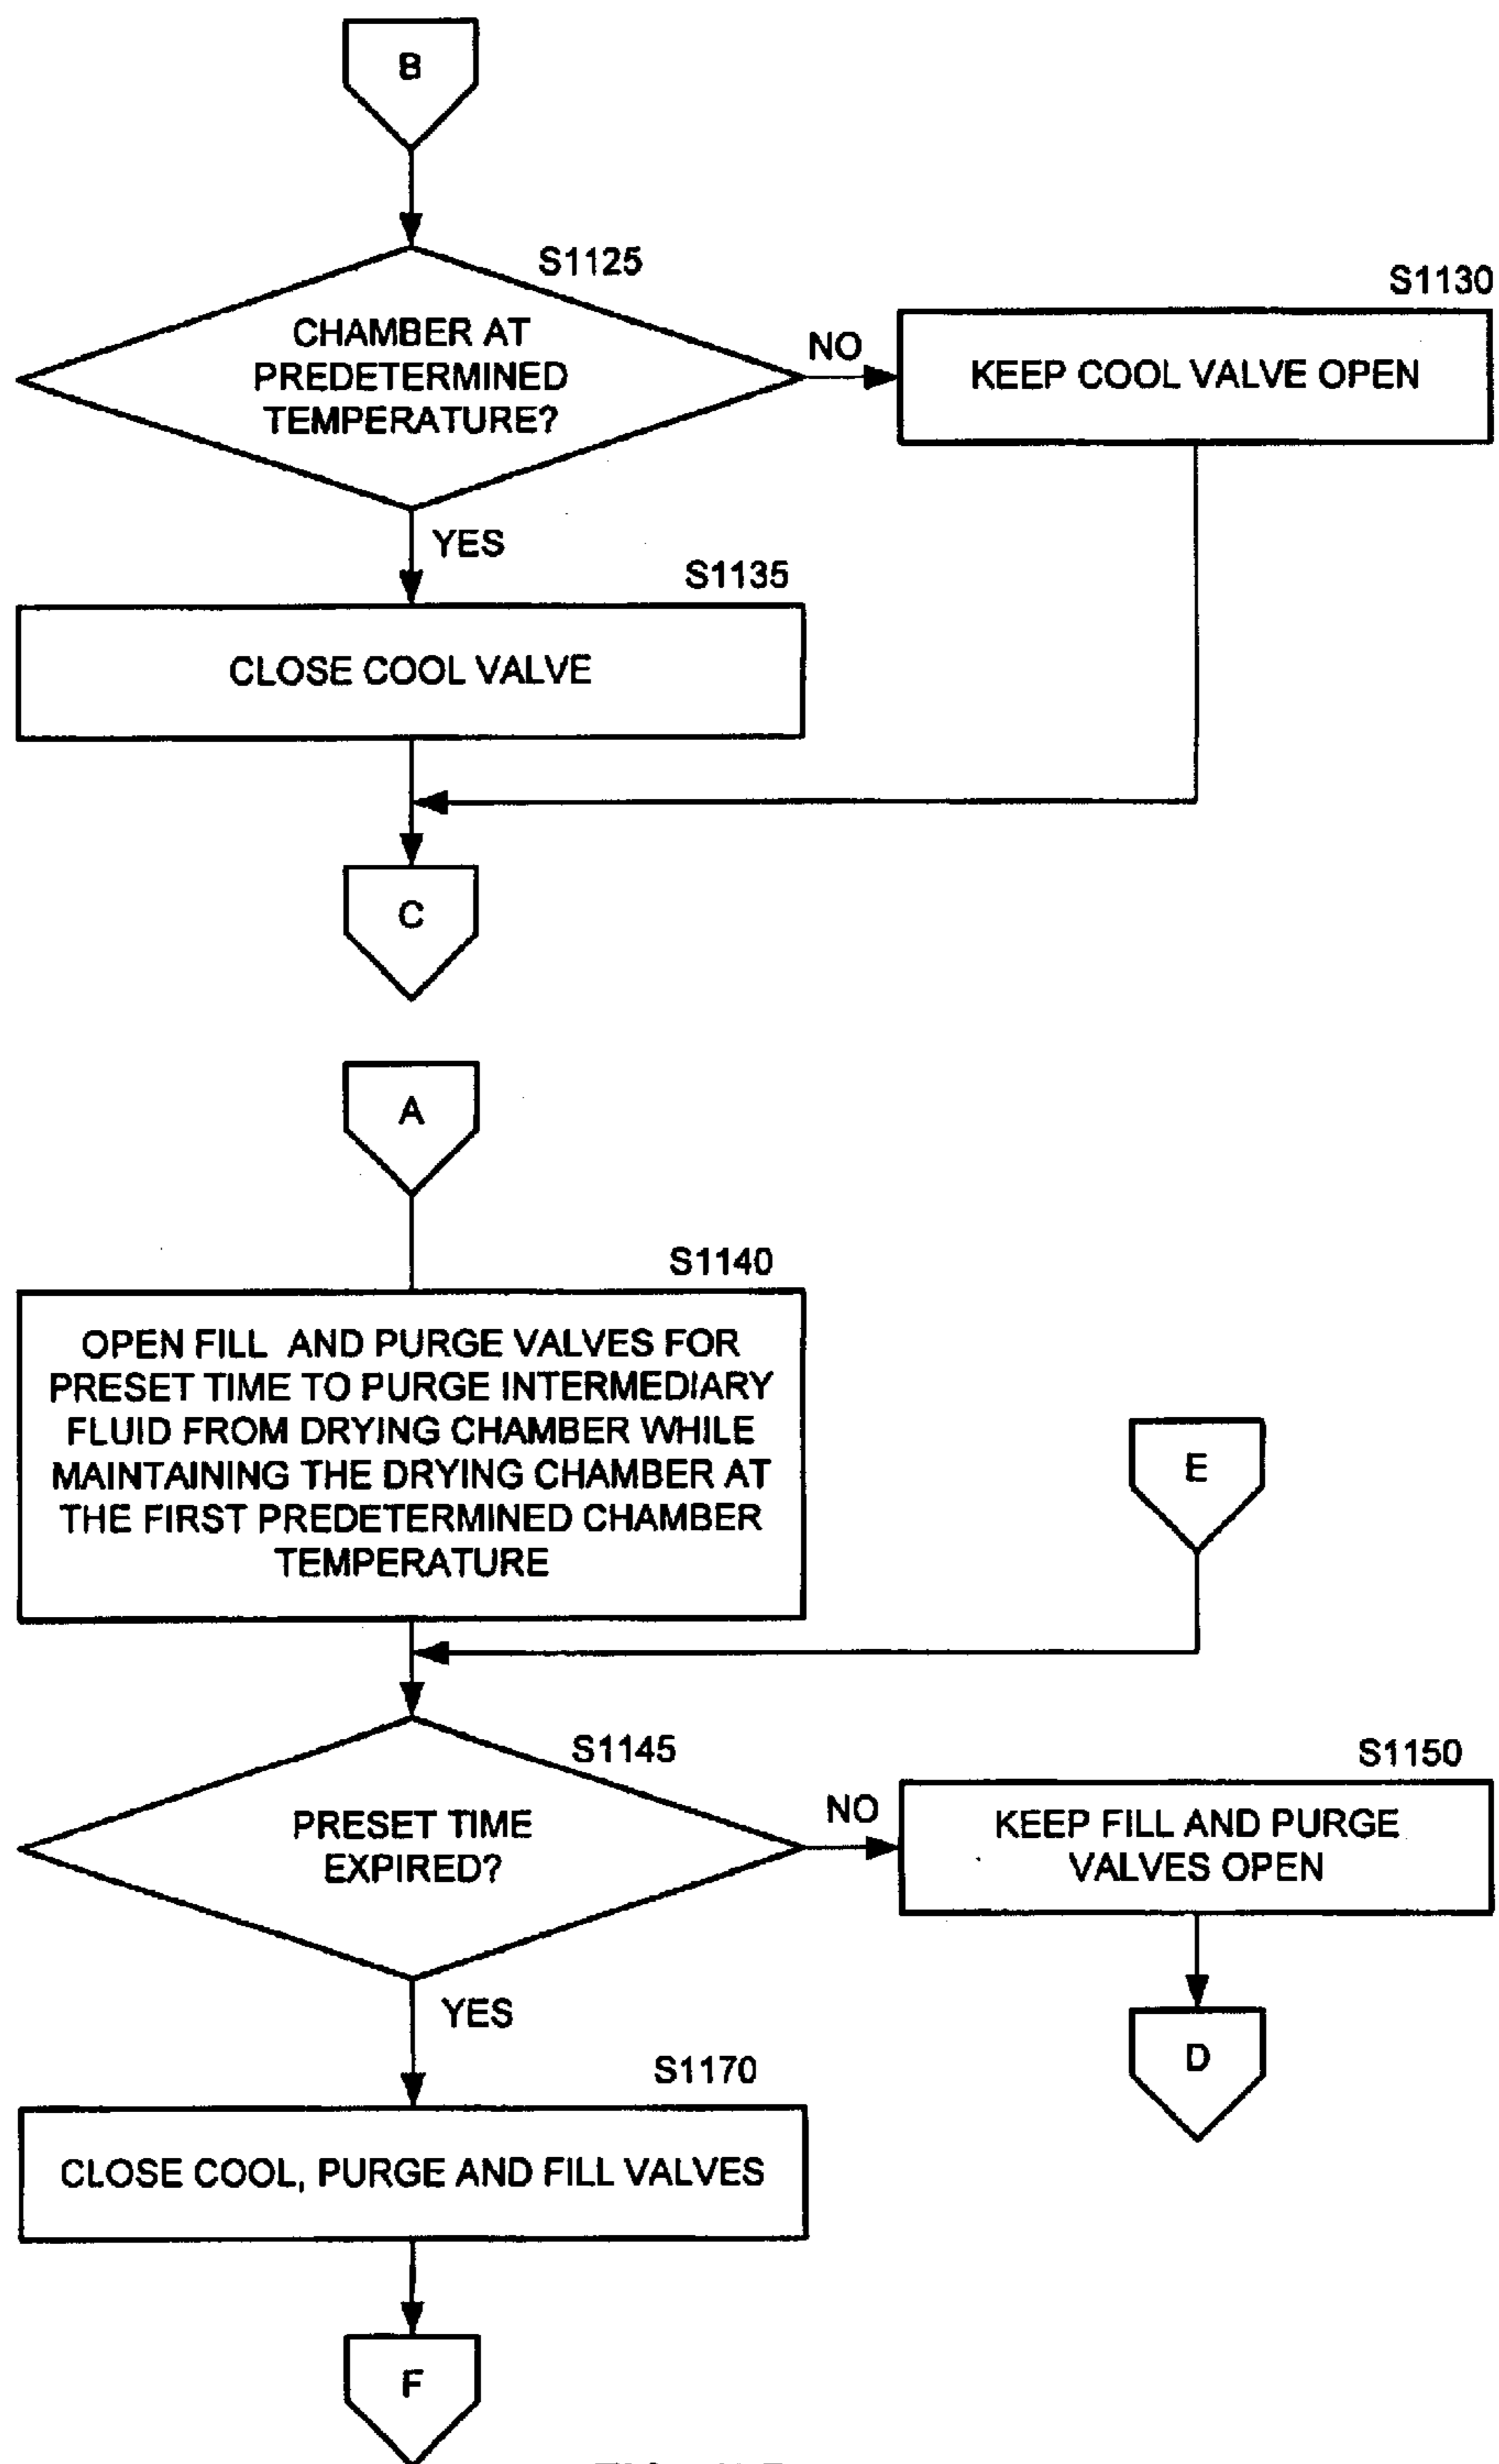 B
S1125
CHAMBER AT
PREDETERMINED
TEMPERATURE?
NO
S1130
KEEP COOL VALVE OPEN
YES
S1135
CLOSE COOL VALVE
C
A
S1140
OPEN FILL AND PURGE VALVES FOR
PRESET TIME TO PURGE INTERMEDIARY
FLUID FROM DRYING CHAMBER WHILE
MAINTAINING THE DRYING CHAMBER AT
THE FIRST PREDETERMINED CHAMBER
TEMPERATURE
E
S1145
PRESET TIME
EXPIRED?
NO
S1150
KEEP FILL AND PURGE
VALVES OPEN
D
YES
S1170
CLOSE COOL, PURGE AND FILL VALVES
F